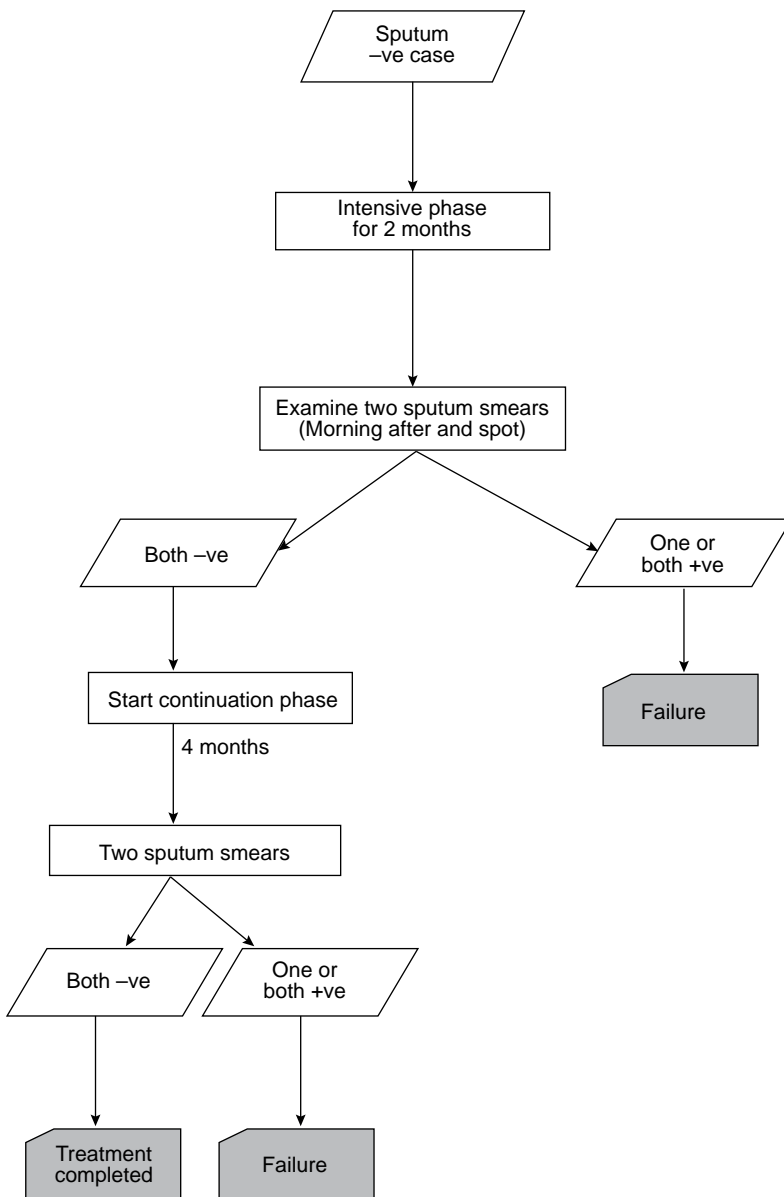 Sputum
–ve case
Intensive phase
for 2 months
Examine two sputum smears
(Morning after and spot)
Both –ve
One or
both +ve
Start continuation phase
Failure
4 months
Two sputum smears
Both –ve
One or
both +ve
Treatment
completed
Failure